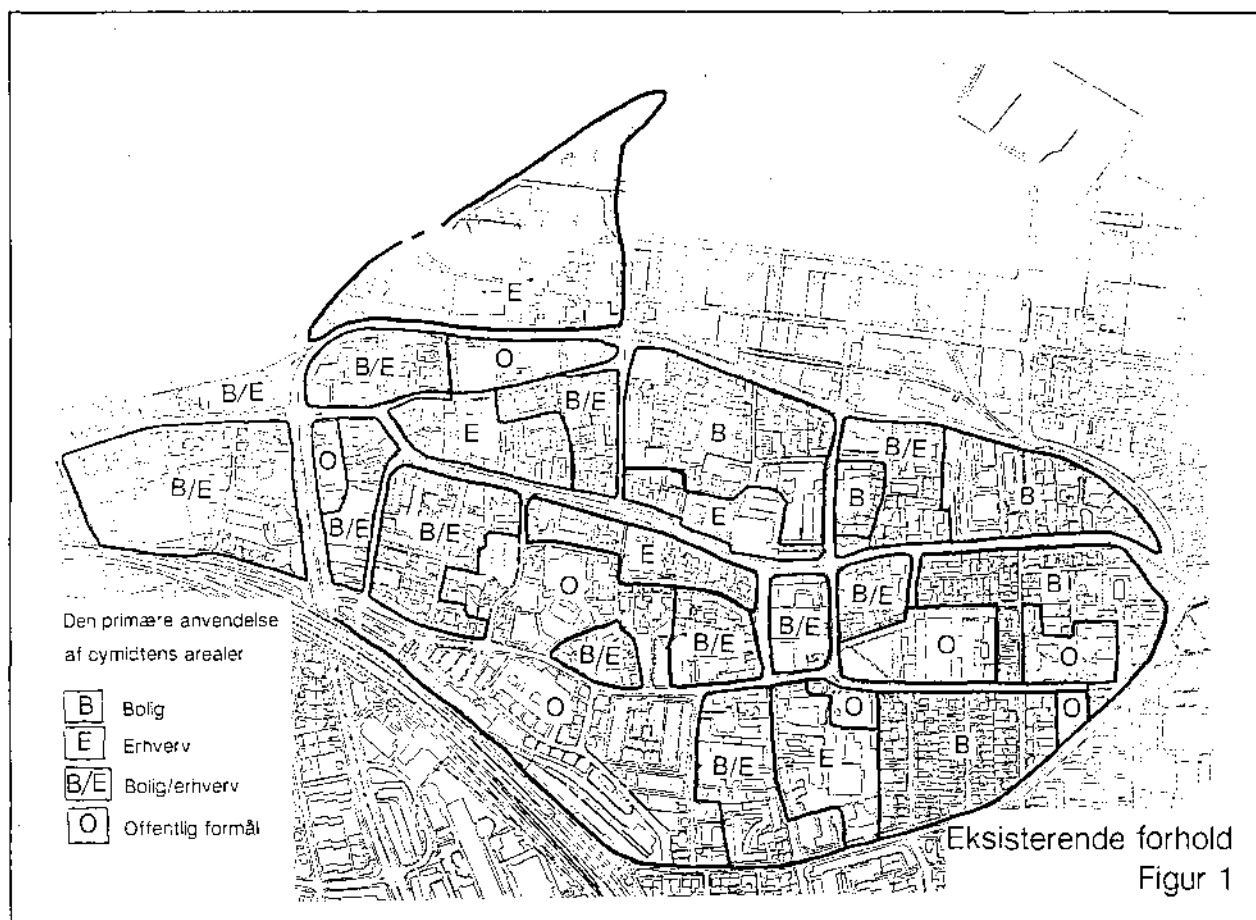 E
B/E
O
B/E
E
B/E
B
B/E
B
B
O
B/E
B/E
B/E
E
E
O
B/E
B/E
B/E
B/E
B
O
O
O
B/E
E
O
B
O
Den primære anvendelse
af cymidtens arealer
B Bolig
E Erhverv
B/E Bolig/erhverv
O Offentlig formål
Eksisterende forhold
Figur 1